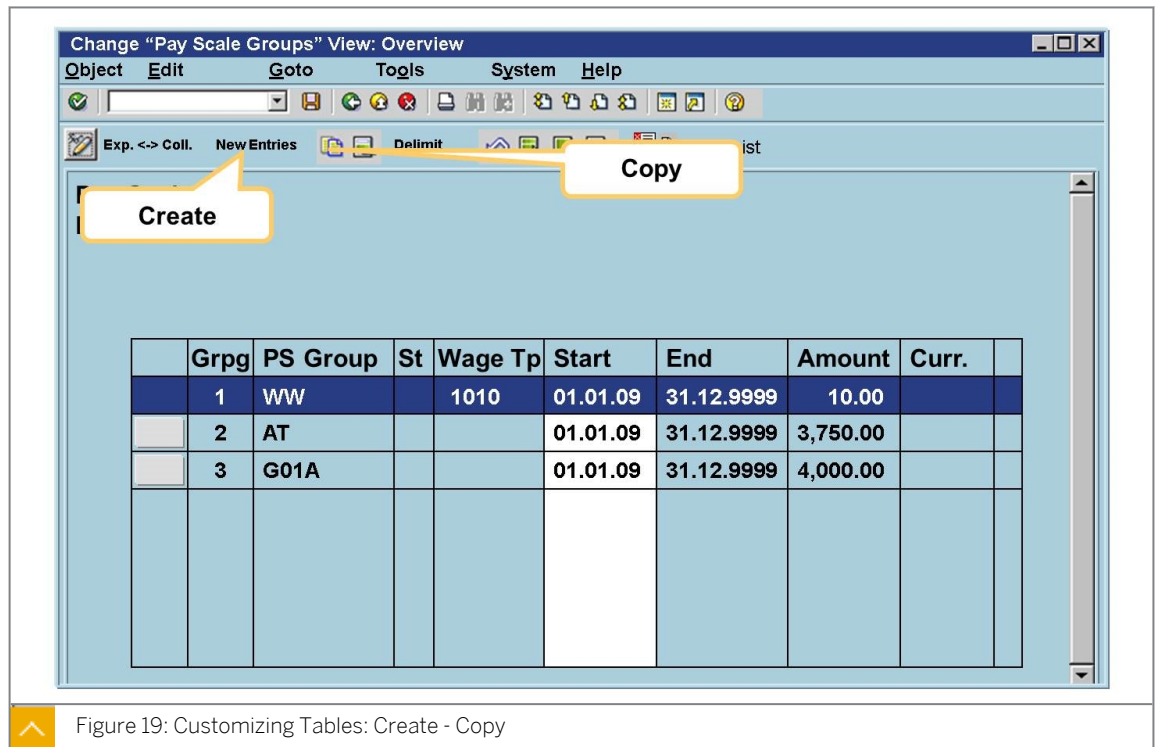 Change “Pay Scale Groups” View: Overview
Object Edit Goto Tools System Help
Exp. <-> Coll. New Entries Delimit ist
Copy
Create
Grpg PS Group St Wage Tp Start End Amount Curr.
1 WW 1010 01.01.09 31.12.9999 10.00
2 AT 01.01.09 31.12.9999 3,750.00
3 G01A 01.01.09 31.12.9999 4,000.00
Figure 19: Customizing Tables: Create - Copy